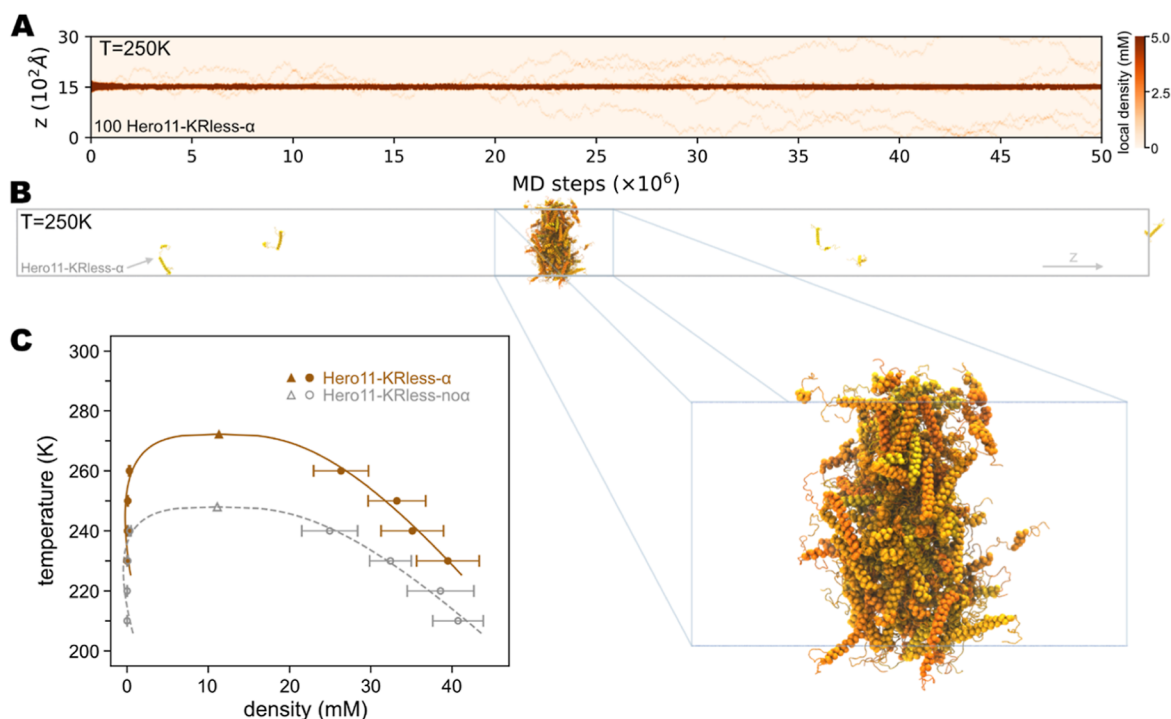 A
T=250K
30
15
0
z (10²Å)
100 Hero11-KRless-α
0 5 10 15 20 25 30 35 40 45 50
MD steps (×10⁶)
5.0
2.5
0
local density (mM)
B
T=250K
Hero11-KRless-α
z
C
300
280
260
240
220
200
temperature (K)
Hero11-KRless-α
Hero11-KRless-noα
0 10 20 30 40
density (mM)